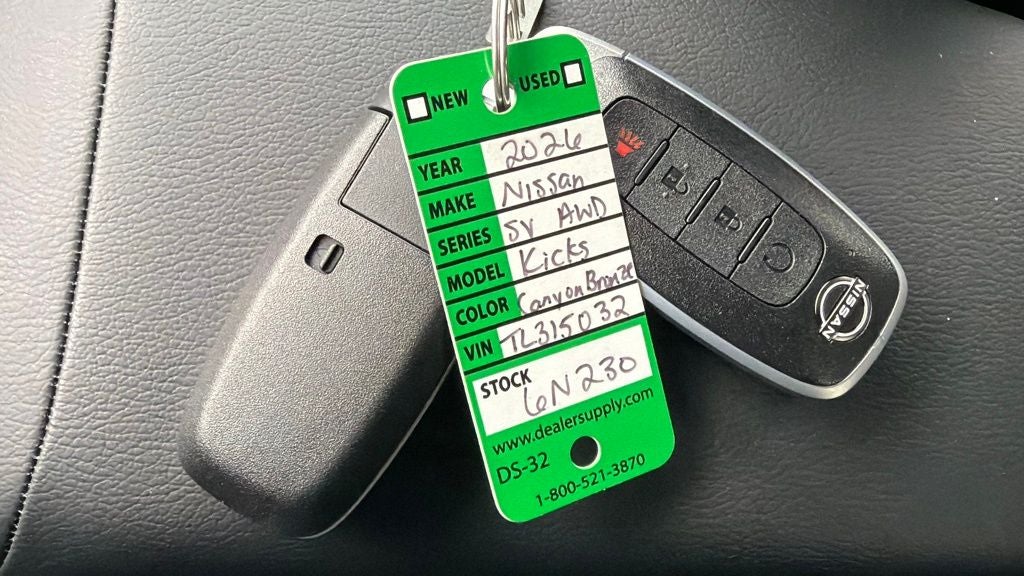 NEW USED
YEAR 2026
MAKE Nissan
SERIES SV AWD
MODEL Kicks
COLOR Canyon Bronze
VIN TL315032
STOCK 6N230
www.dealersupply.com
DS-32
1-800-521-3870
NISSAN